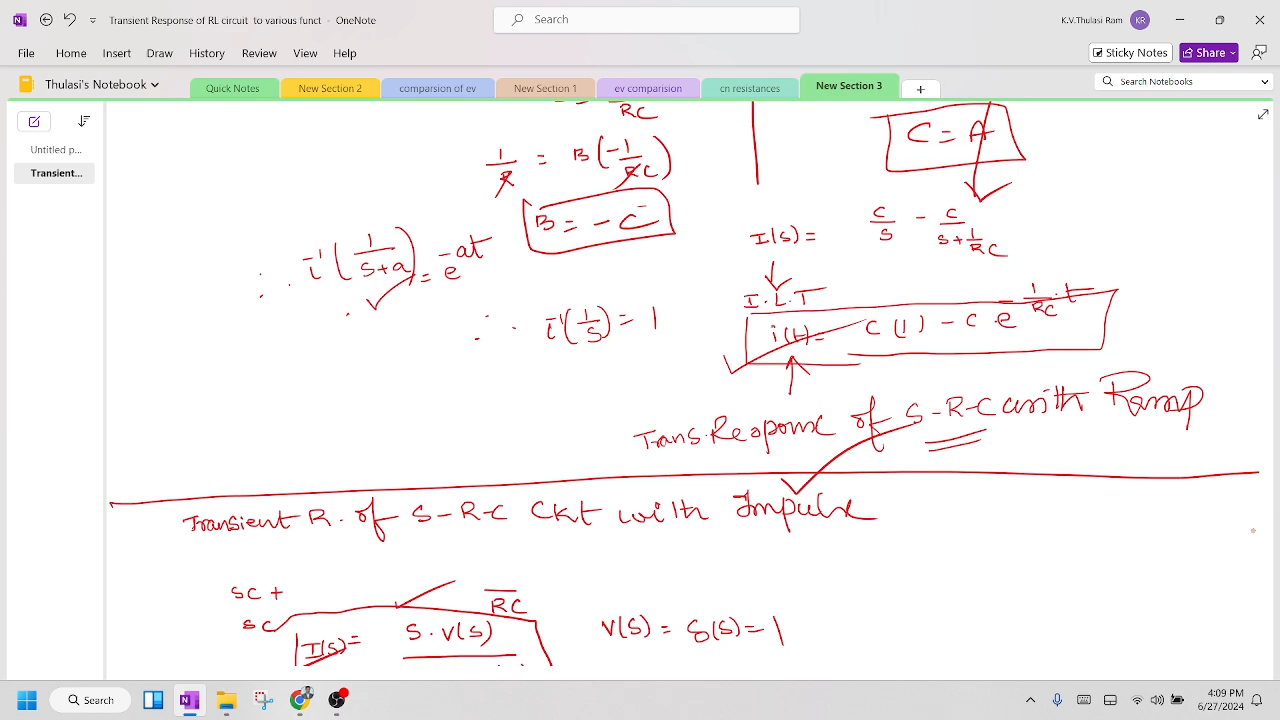 Transient Response of RL circuit to various funct - OneNote
Search
K.V.Thulasi Ram
KR
File Home Insert Draw History Review View Help
Sticky Notes
Share
Thulasi's Notebook
Quick Notes
New Section 2
comparsion of ev
New Section 1
ev comparision
cn resistances
New Section 3
+
Search Notebooks
Untitled p...
Transient...
RC
1/R = B(-1/RC)
B = - C
C = A
I(S) = C/S - C/(S+1/RC)
∴ L⁻¹(1/(S+a)) = e^-at
I.L.T
∴ L⁻¹(1/S) = 1
i(t) = C(1) - C.e^(-1/RC.t)
Trans.Response of S-R-C with Ramp
Transient R. of S-R-C Ckt with Impulse
SC +
SC
RC
I(S) = S.V(S)
V(S) = δ(S) = 1
Search
4:09 PM
6/27/2024